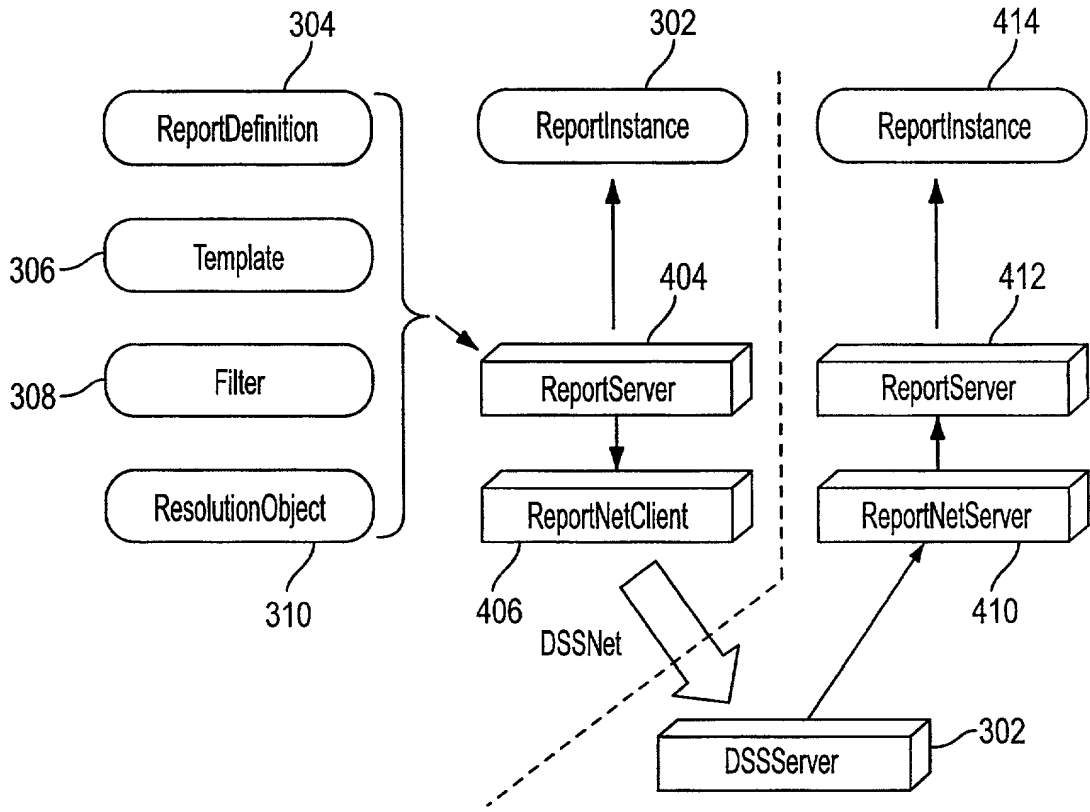 304
302
414
ReportDefinition
ReportInstance
ReportInstance
306
Template
404
412
308
Filter
ReportServer
ReportServer
ResolutionObject
ReportNetClient
ReportNetServer
310
406
410
DSSNet
DSSServer
302